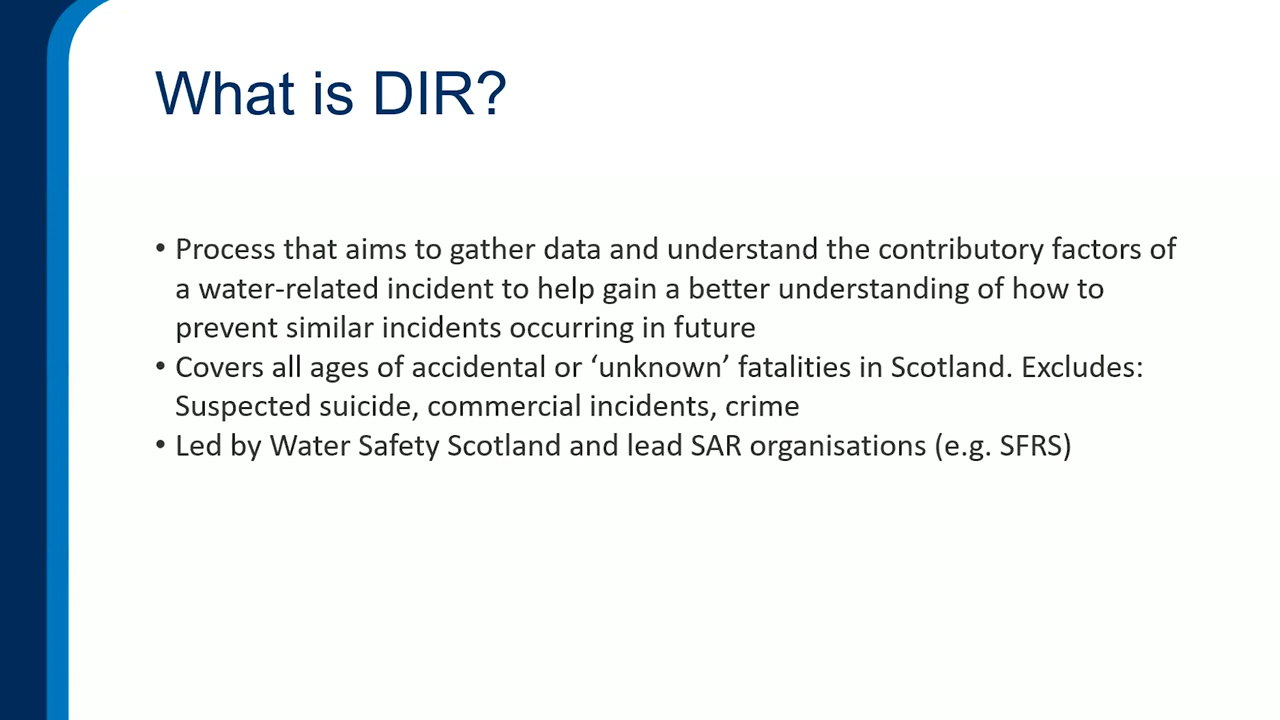 What is DIR?
• Process that aims to gather data and understand the contributory factors of
a water-related incident to help gain a better understanding of how to
prevent similar incidents occurring in future
• Covers all ages of accidental or ‘unknown’ fatalities in Scotland. Excludes:
Suspected suicide, commercial incidents, crime
• Led by Water Safety Scotland and lead SAR organisations (e.g. SFRS)